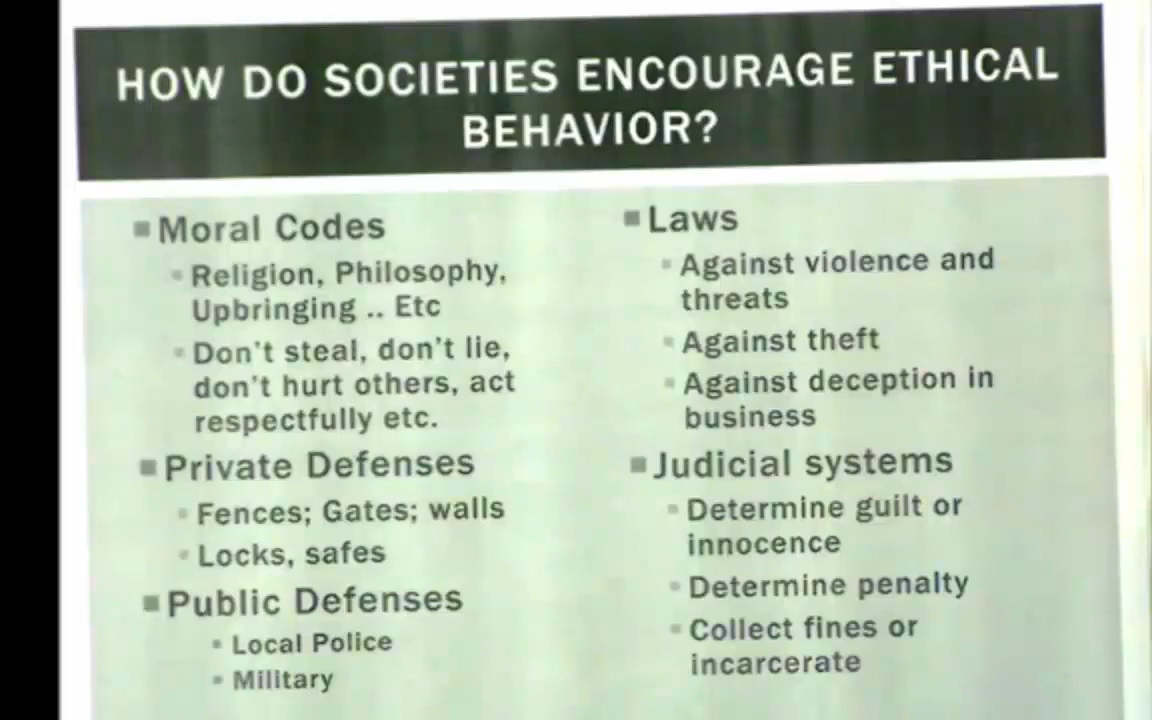 HOW DO SOCIETIES ENCOURAGE ETHICAL
BEHAVIOR?
Moral Codes
Religion, Philosophy,
Upbringing .. Etc
Don't steal, don't lie,
don't hurt others, act
respectfully etc.
Private Defenses
Fences; Gates; walls
Locks, safes
Public Defenses
Local Police
Military
Laws
Against violence and
threats
Against theft
Against deception in
business
Judicial systems
Determine guilt or
innocence
Determine penalty
Collect fines or
incarcerate